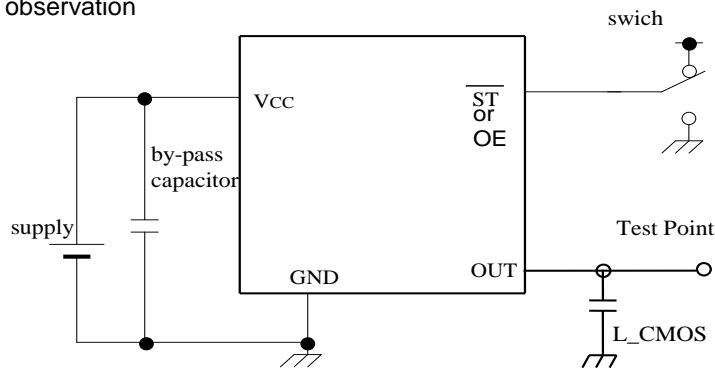 observation
swich
VCC
ST
or
OE
by-pass
capacitor
supply
Test Point
GND
OUT
L_CMOS